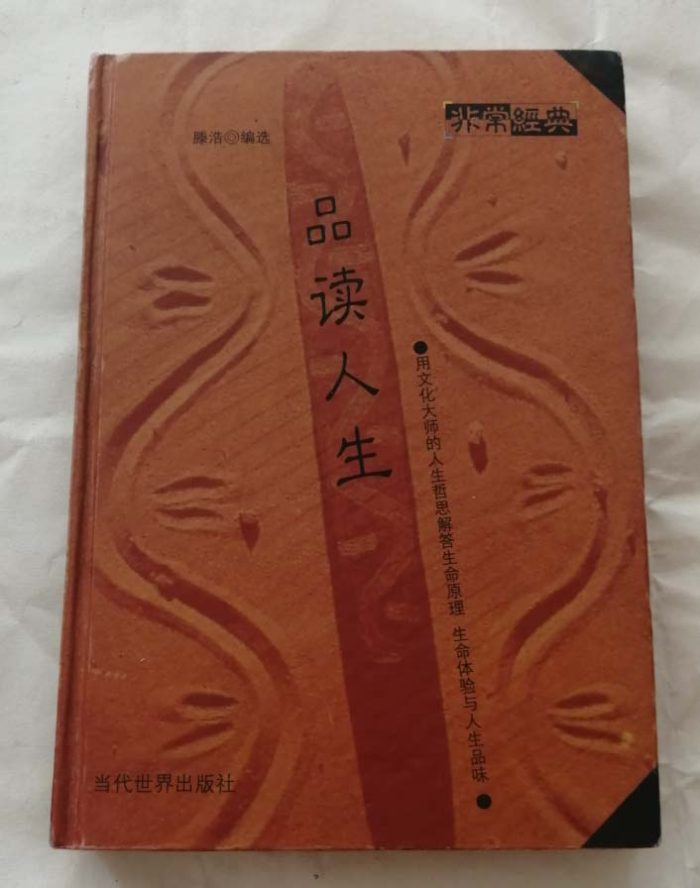 滕浩◎编选
非常經典
品读人生
●用文化大师的人生哲思解答生命原理 生命体验与人生品味●
当代世界出版社